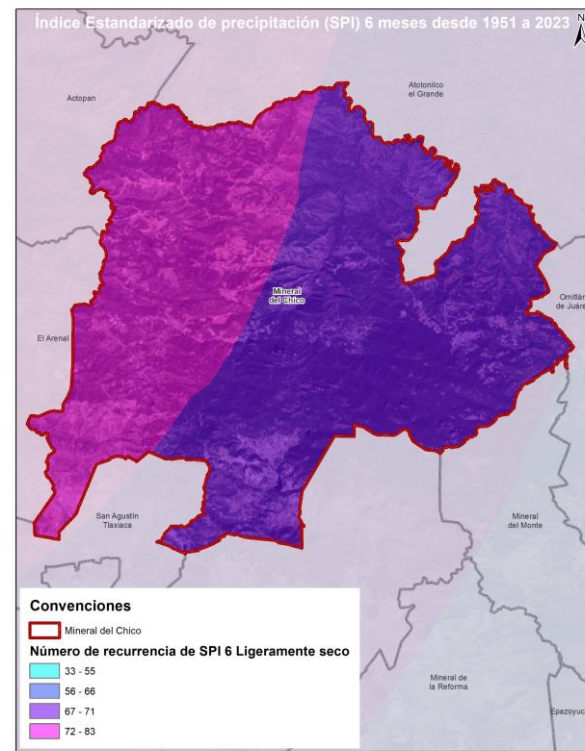 Índice Estandarizado de precipitación (SPI) 6 meses desde 1951 a 2023
N
Actopan
Atotonilco
el Grande
Mineral
del Chico
Omitlán
de Juáre
El Arenal
San Agustín
Tlaxiaca
Mineral
del Monte
Mineral de
la Reforma
Epazoyuc
Convenciones
Mineral del Chico
Número de recurrencia de SPI 6 Ligeramente seco
33 - 55
56 - 66
67 - 71
72 - 83